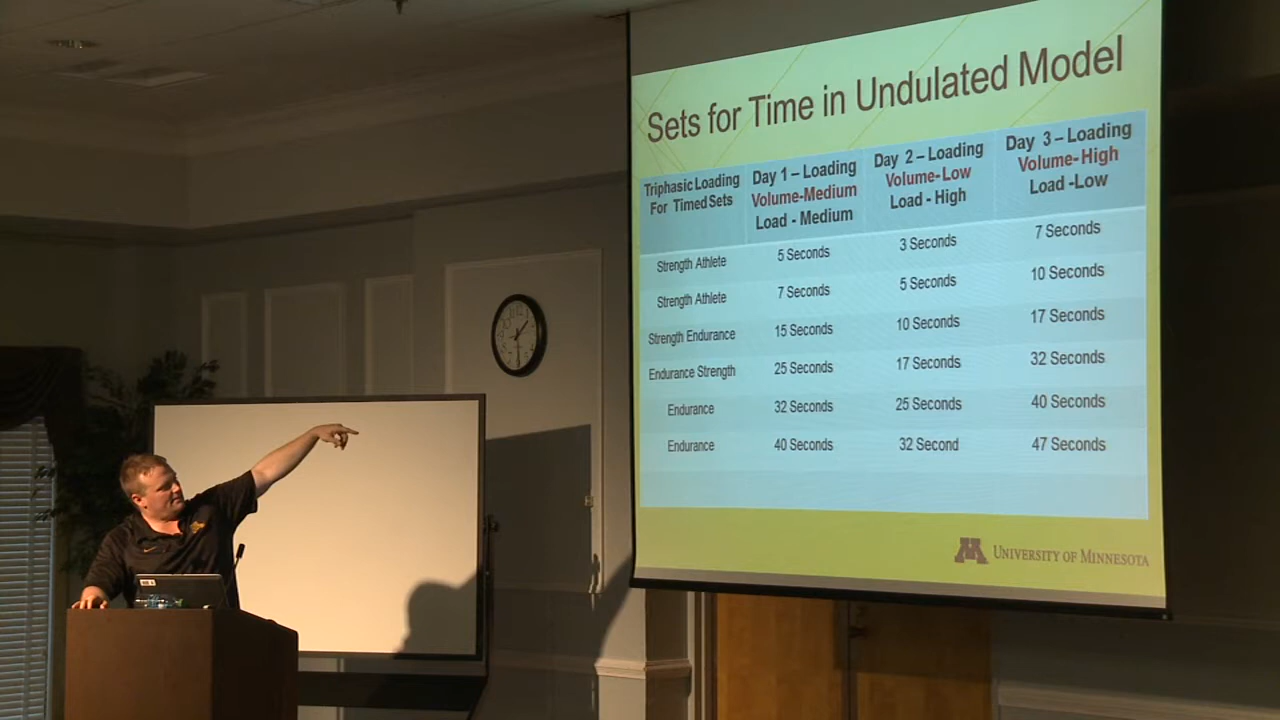 Sets for Time in Undulated Model
Triphasic Loading For Timed Sets
Day 1 – Loading Volume-Medium Load - Medium
Day 2 – Loading Volume-Low Load - High
Day 3 – Loading Volume-High Load -Low
Strength Athlete 5 Seconds 3 Seconds 7 Seconds
Strength Athlete 7 Seconds 5 Seconds 10 Seconds
Strength Endurance 15 Seconds 10 Seconds 17 Seconds
Endurance Strength 25 Seconds 17 Seconds 32 Seconds
Endurance 32 Seconds 25 Seconds 40 Seconds
Endurance 40 Seconds 32 Second 47 Seconds
M UNIVERSITY OF MINNESOTA